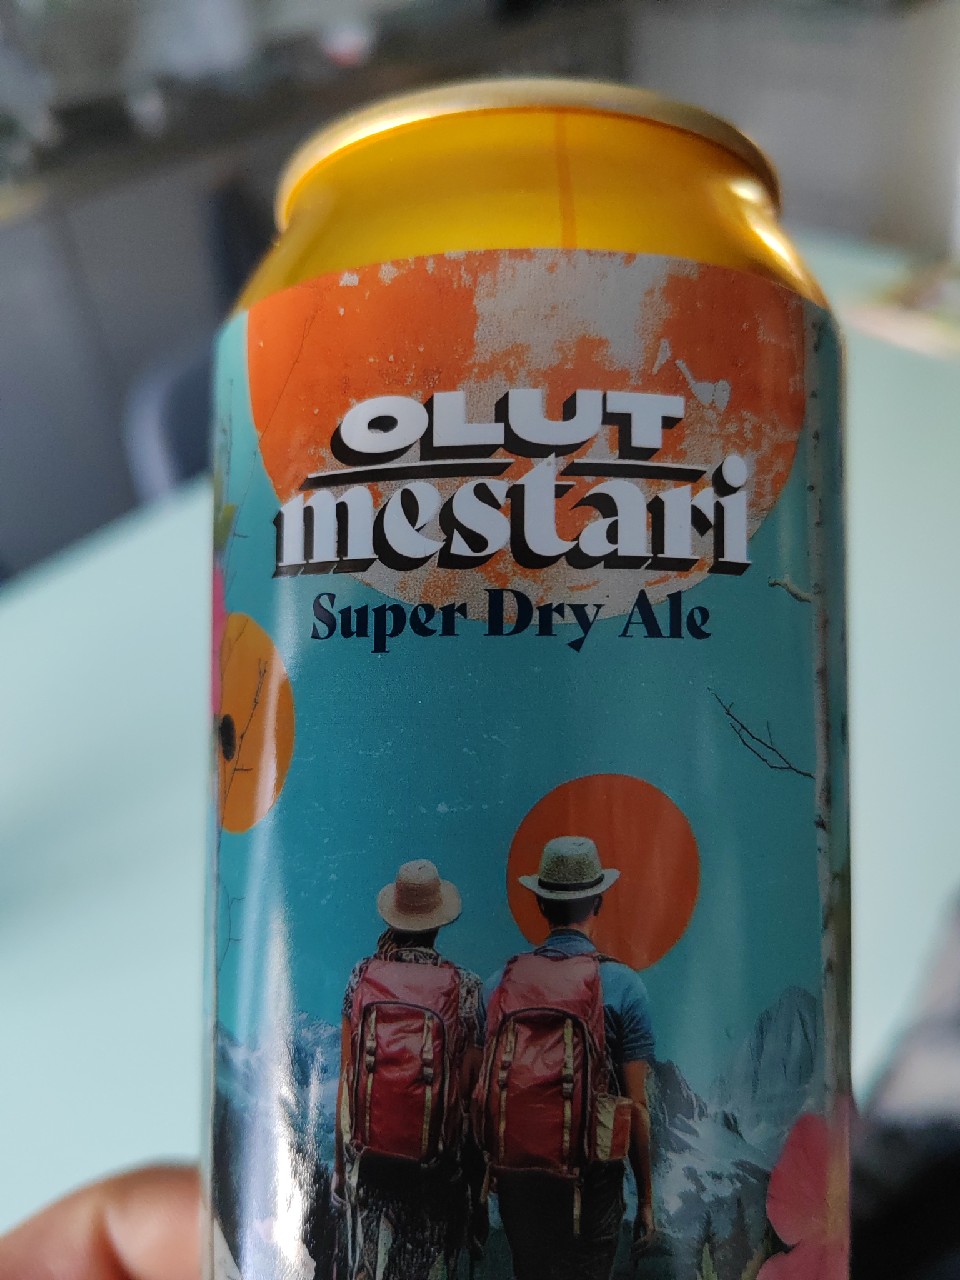 OLUT
mestari
Super Dry Ale